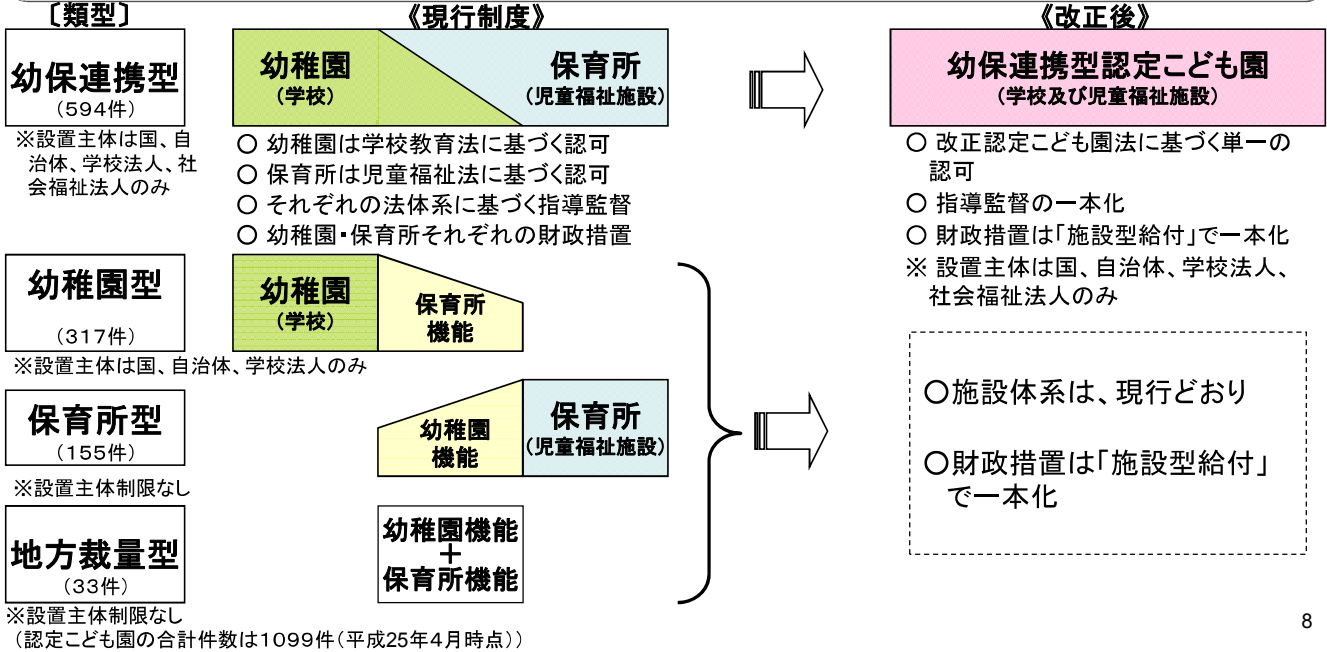 〔類型〕
《現行制度》
《改正後》
幼保連携型
（594件）
※設置主体は国、自
治体、学校法人、社
会福祉法人のみ
幼稚園
（学校）
保育所
（児童福祉施設）
○ 幼稚園は学校教育法に基づく認可
○ 保育所は児童福祉法に基づく認可
○ それぞれの法体系に基づく指導監督
○ 幼稚園・保育所それぞれの財政措置
幼保連携型認定こども園
（学校及び児童福祉施設）
○ 改正認定こども園法に基づく単一の
認可
○ 指導監督の一本化
○ 財政措置は「施設型給付」で一本化
※ 設置主体は国、自治体、学校法人、
社会福祉法人のみ
幼稚園型
（317件）
※設置主体は国、自治体、学校法人のみ
幼稚園
（学校）
保育所
機能
保育所型
（155件）
※設置主体制限なし
幼稚園
機能
保育所
（児童福祉施設）
地方裁量型
（33件）
※設置主体制限なし
幼稚園機能
＋
保育所機能
○施設体系は、現行どおり
○財政措置は「施設型給付」
で一本化
（認定こども園の合計件数は1099件（平成25年4月時点））
8